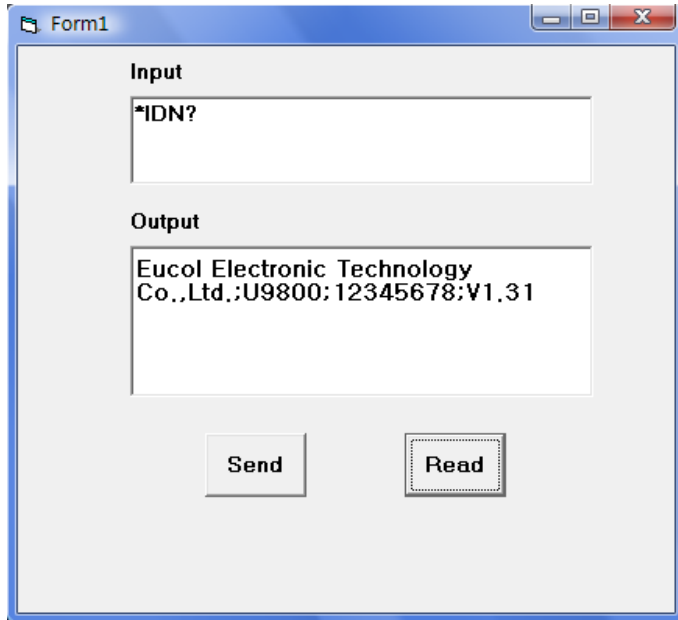 Form1
Input
*IDN?
Output
Eucol Electronic Technology
Co.,Ltd.;U9800;12345678;V1.31
Send
Read